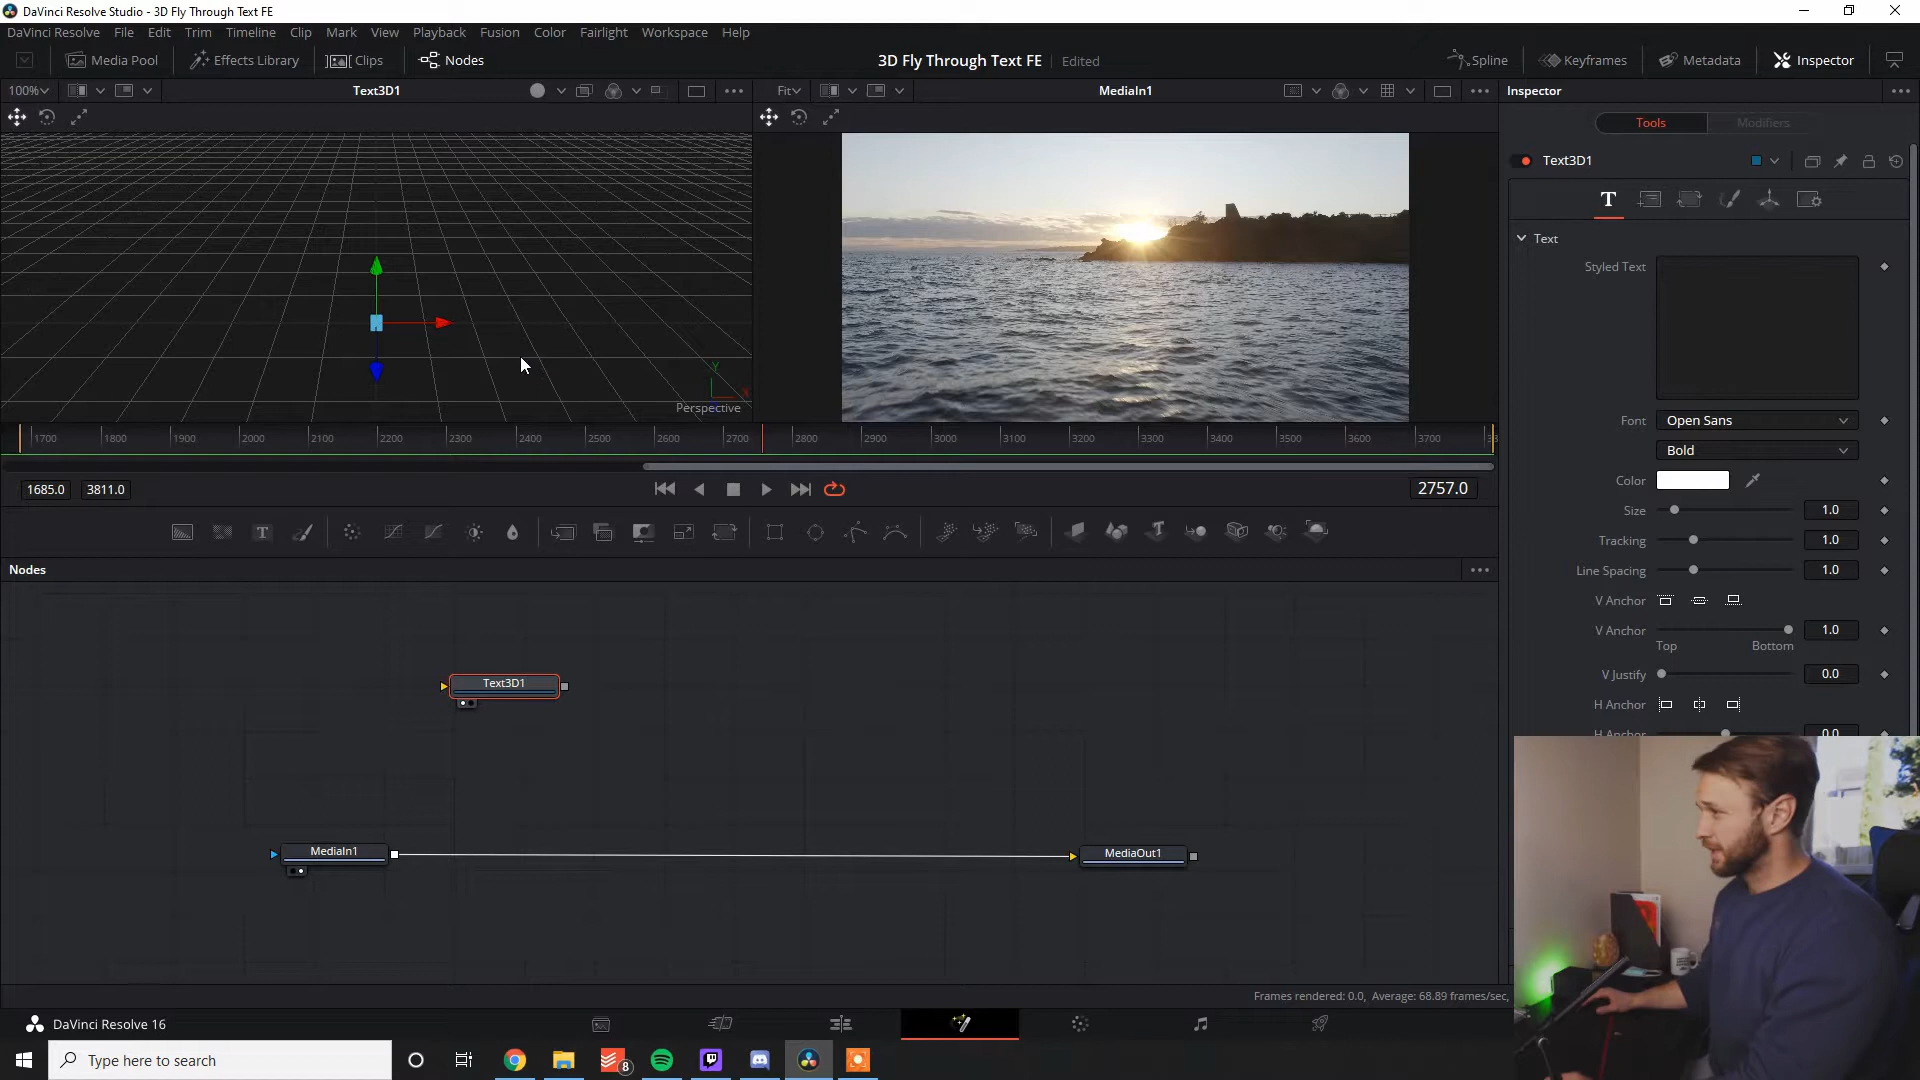 DaVinci Resolve Studio - 3D Fly Through Text FE
DaVinci Resolve File Edit Trim Timeline Clip Mark View Playback Fusion Color Fairlight Workspace Help
Media Pool Effects Library Clips Nodes 3D Fly Through Text FE Edited Spline Keyframes Metadata Inspector
100% Text3D1 Fit MediaIn1 Inspector
Tools Modifiers
Text3D1
T
Text
Styled Text
Y
X
Perspective
Font Open Sans
Bold
1700 1800 1900 2000 2100 2200 2300 2400 2500 2600 2700 2800 2900 3000 3100 3200 3300 3400 3500 3600 3700
Color
1685.0 3811.0 2757.0
Size 1.0
Tracking 1.0
Line Spacing 1.0
Nodes
V Anchor
V Anchor 1.0
Top Bottom
V Justify 0.0
H Anchor
H Anchor 0.0
Text3D1
MediaIn1 MediaOut1
Frames rendered: 0.0, Average: 68.89 frames/sec,
DaVinci Resolve 16
Type here to search
8